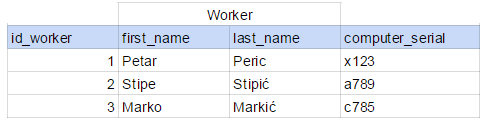 Worker
id_worker first_name last_name computer_serial
1 Petar Peric x123
2 Stipe Stipić a789
3 Marko Markić c785